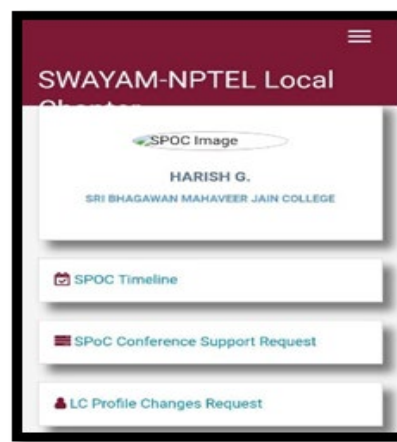 SWAYAM-NPTEL Local
Chapter
SPOC Image
HARISH G.
SRI BHAGAWAN MAHAVEER JAIN COLLEGE
SPOC Timeline
SPoC Conference Support Request
LC Profile Changes Request